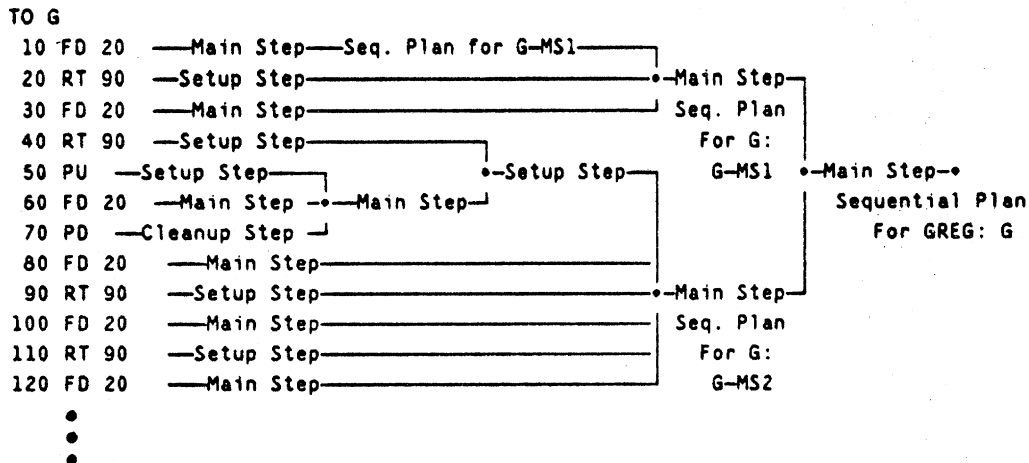 TO G
10 FD 20 Main Step Seq. Plan for G-MS1
20 RT 90 Setup Step Main Step
30 FD 20 Main Step Seq. Plan
40 RT 90 Setup Step For G:
50 PU Setup Step Setup Step G-MS1 Main Step
60 FD 20 Main Step Main Step Sequential Plan
70 PD Cleanup Step For GREG: G
80 FD 20 Main Step
90 RT 90 Setup Step Main Step
100 FD 20 Main Step Seq. Plan
110 RT 90 Setup Step For G:
120 FD 20 Main Step G-MS2